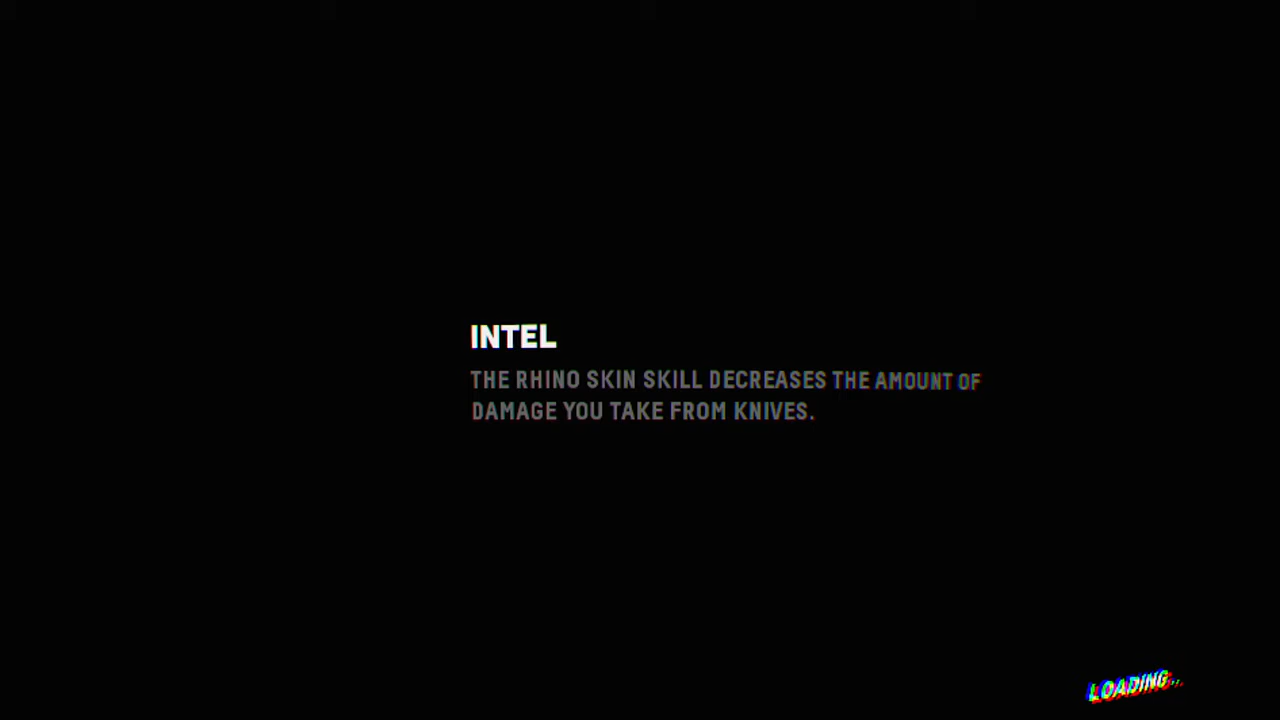 INTEL
THE RHINO SKIN SKILL DECREASES THE AMOUNT OF
DAMAGE YOU TAKE FROM KNIVES.
LOADING..